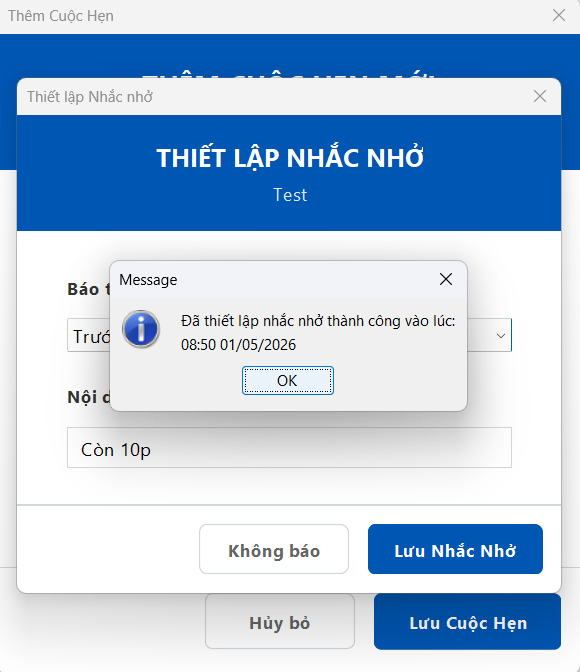 Thêm Cuộc Hẹn
Thiết lập Nhắc nhở
THIẾT LẬP NHẮC NHỞ
Test
Báo
Message
Đã thiết lập nhắc nhở thành công vào lúc:
08:50 01/05/2026
OK
Nội
Còn 10p
Không báo
Lưu Nhắc Nhở
Hủy bỏ
Lưu Cuộc Hẹn